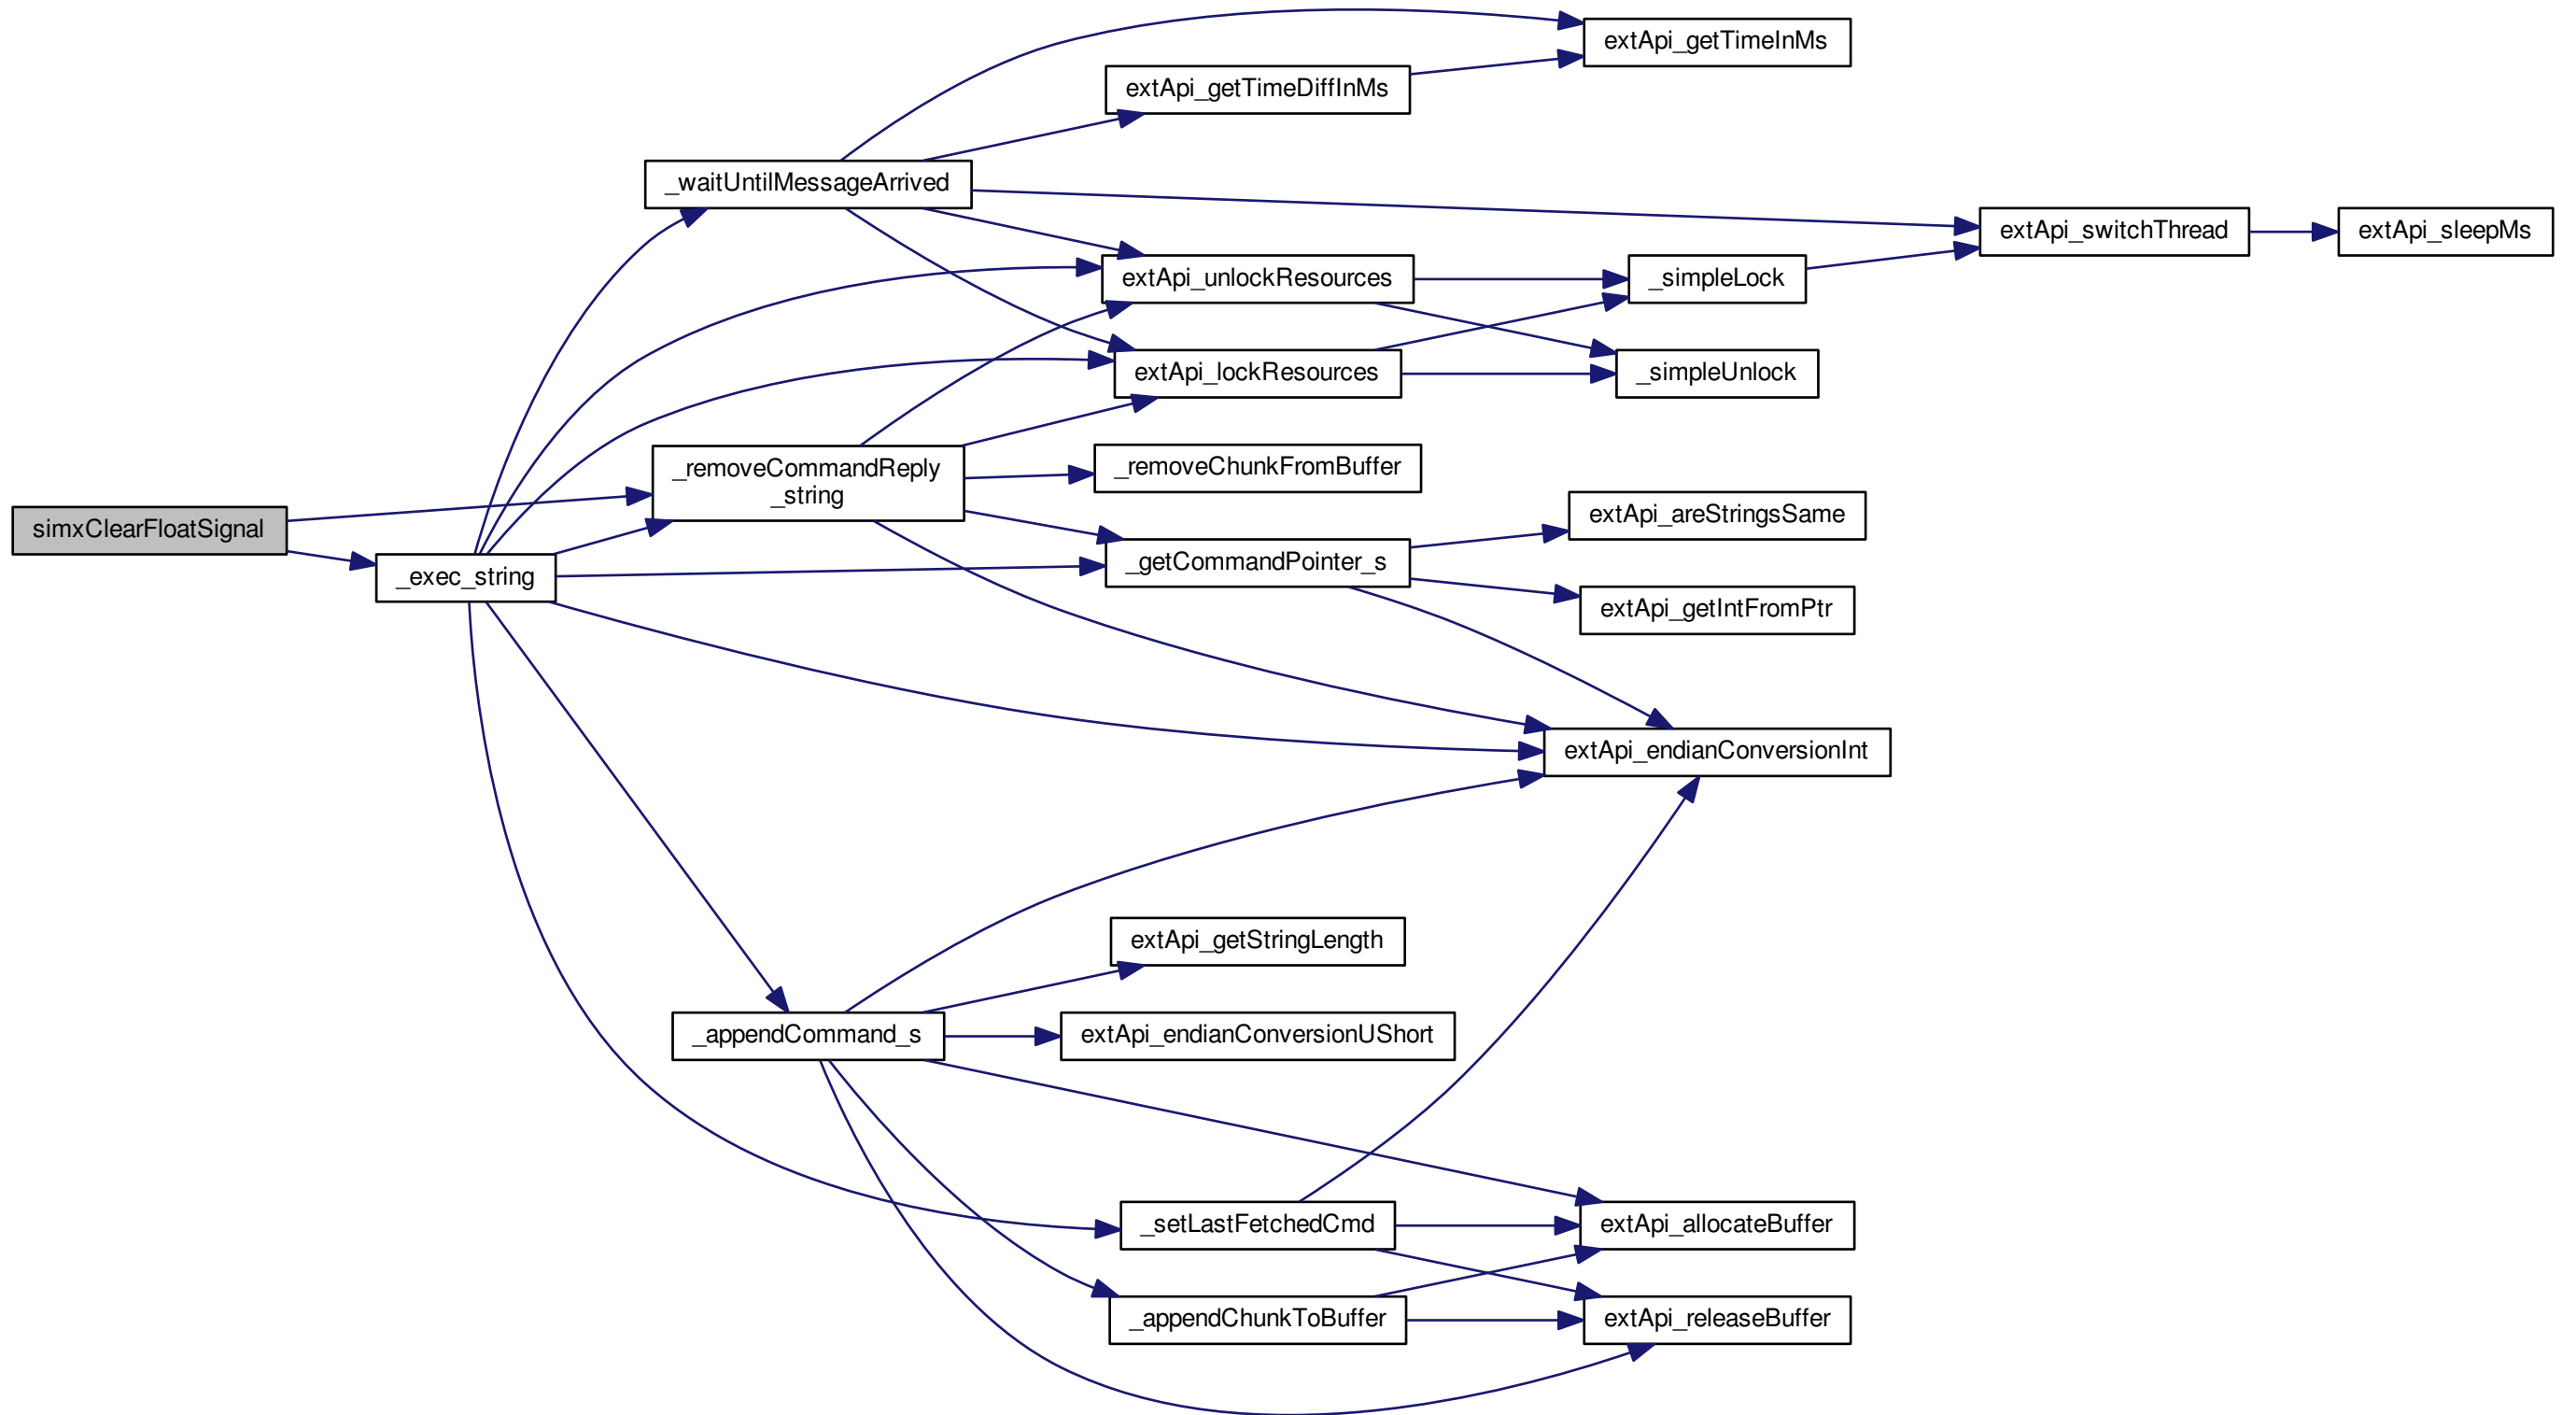 extApi_getTimeInMs
extApi_getTimeDiffInMs
_waitUntilMessageArrived
extApi_switchThread
extApi_sleepMs
extApi_unlockResources
_simpleLock
extApi_lockResources
_simpleUnlock
_removeCommandReply
_string
_removeChunkFromBuffer
extApi_areStringsSame
simxClearFloatSignal
_getCommandPointer_s
_exec_string
extApi_getIntFromPtr
extApi_endianConversionInt
extApi_getStringLength
_appendCommand_s
extApi_endianConversionUShort
_setLastFetchedCmd
extApi_allocateBuffer
_appendChunkToBuffer
extApi_releaseBuffer